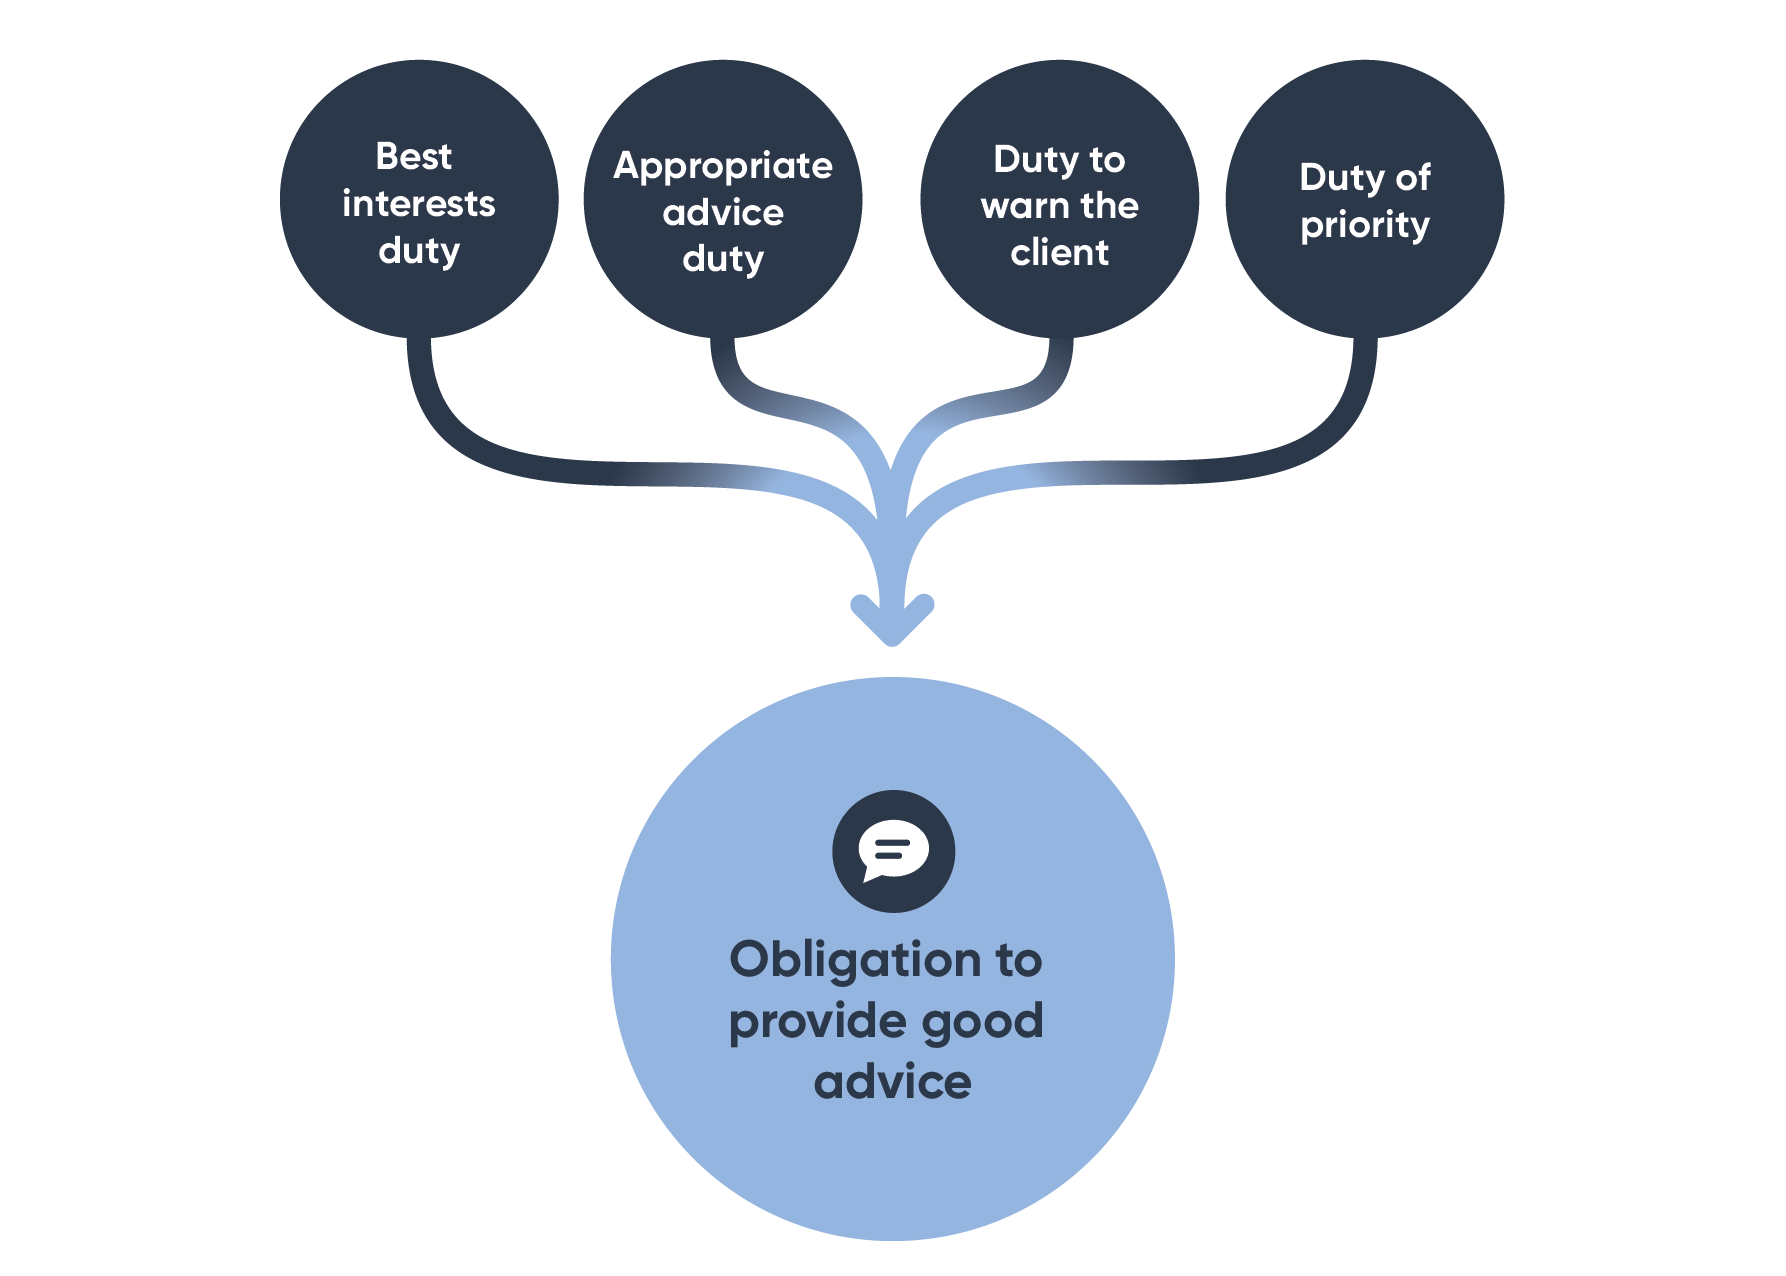 Best
interests
duty
Appropriate
advice
duty
Duty to
warn the
client
Duty of
priority
Obligation to
provide good
advice